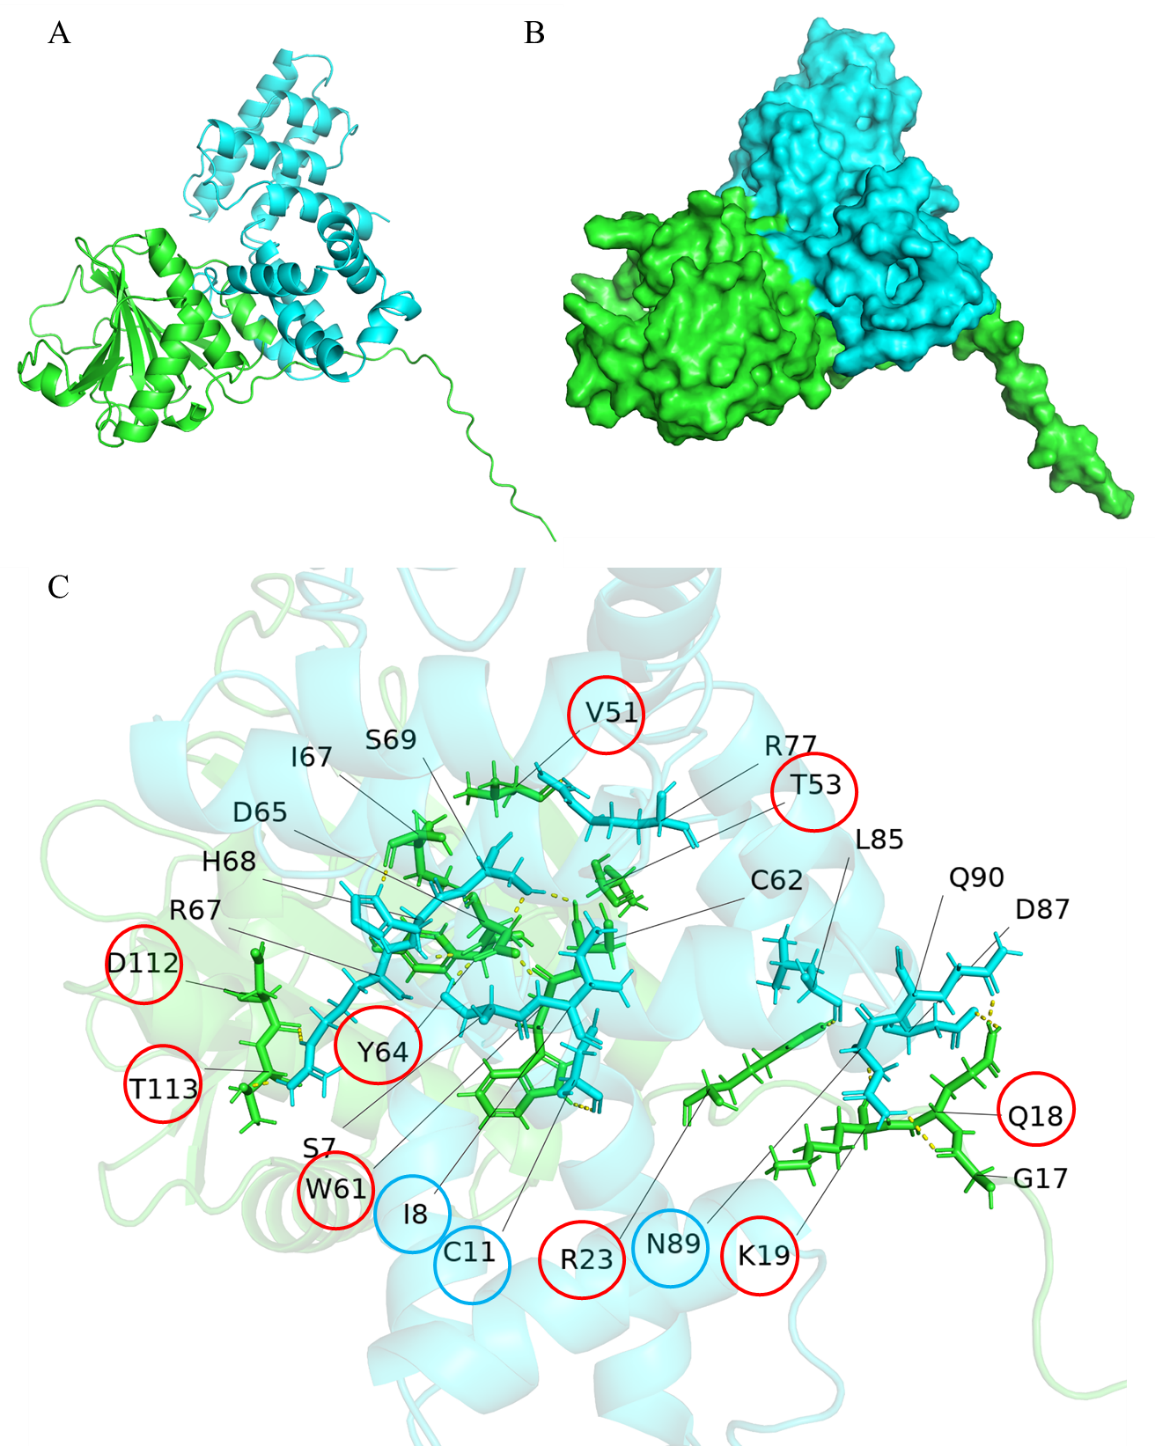 A
B
C
V51
S69
R77
I67
T53
D65
L85
H68
C62
Q90
R67
D87
D112
Y64
T113
Q18
S7
G17
W61
I8
N89
C11
R23
K19